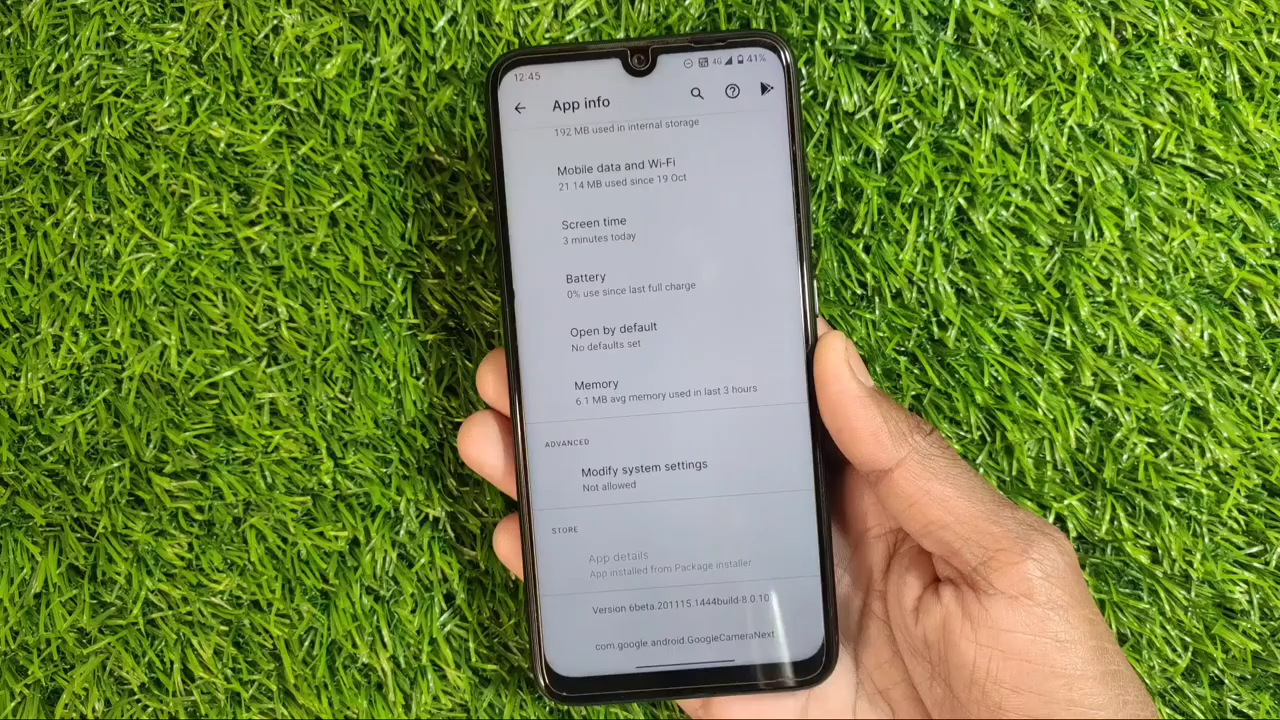 12:45
4G 41%
App info
192 MB used in internal storage
Mobile data and Wi-Fi
21.14 MB used since 19 Oct
Screen time
3 minutes today
Battery
0% use since last full charge
Open by default
No defaults set
Memory
6.1 MB avg memory used in last 3 hours
ADVANCED
Modify system settings
Not allowed
STORE
App details
App installed from Package installer
Version 6beta.201115.1444build-8.0.10
com.google.android.GoogleCameraNext